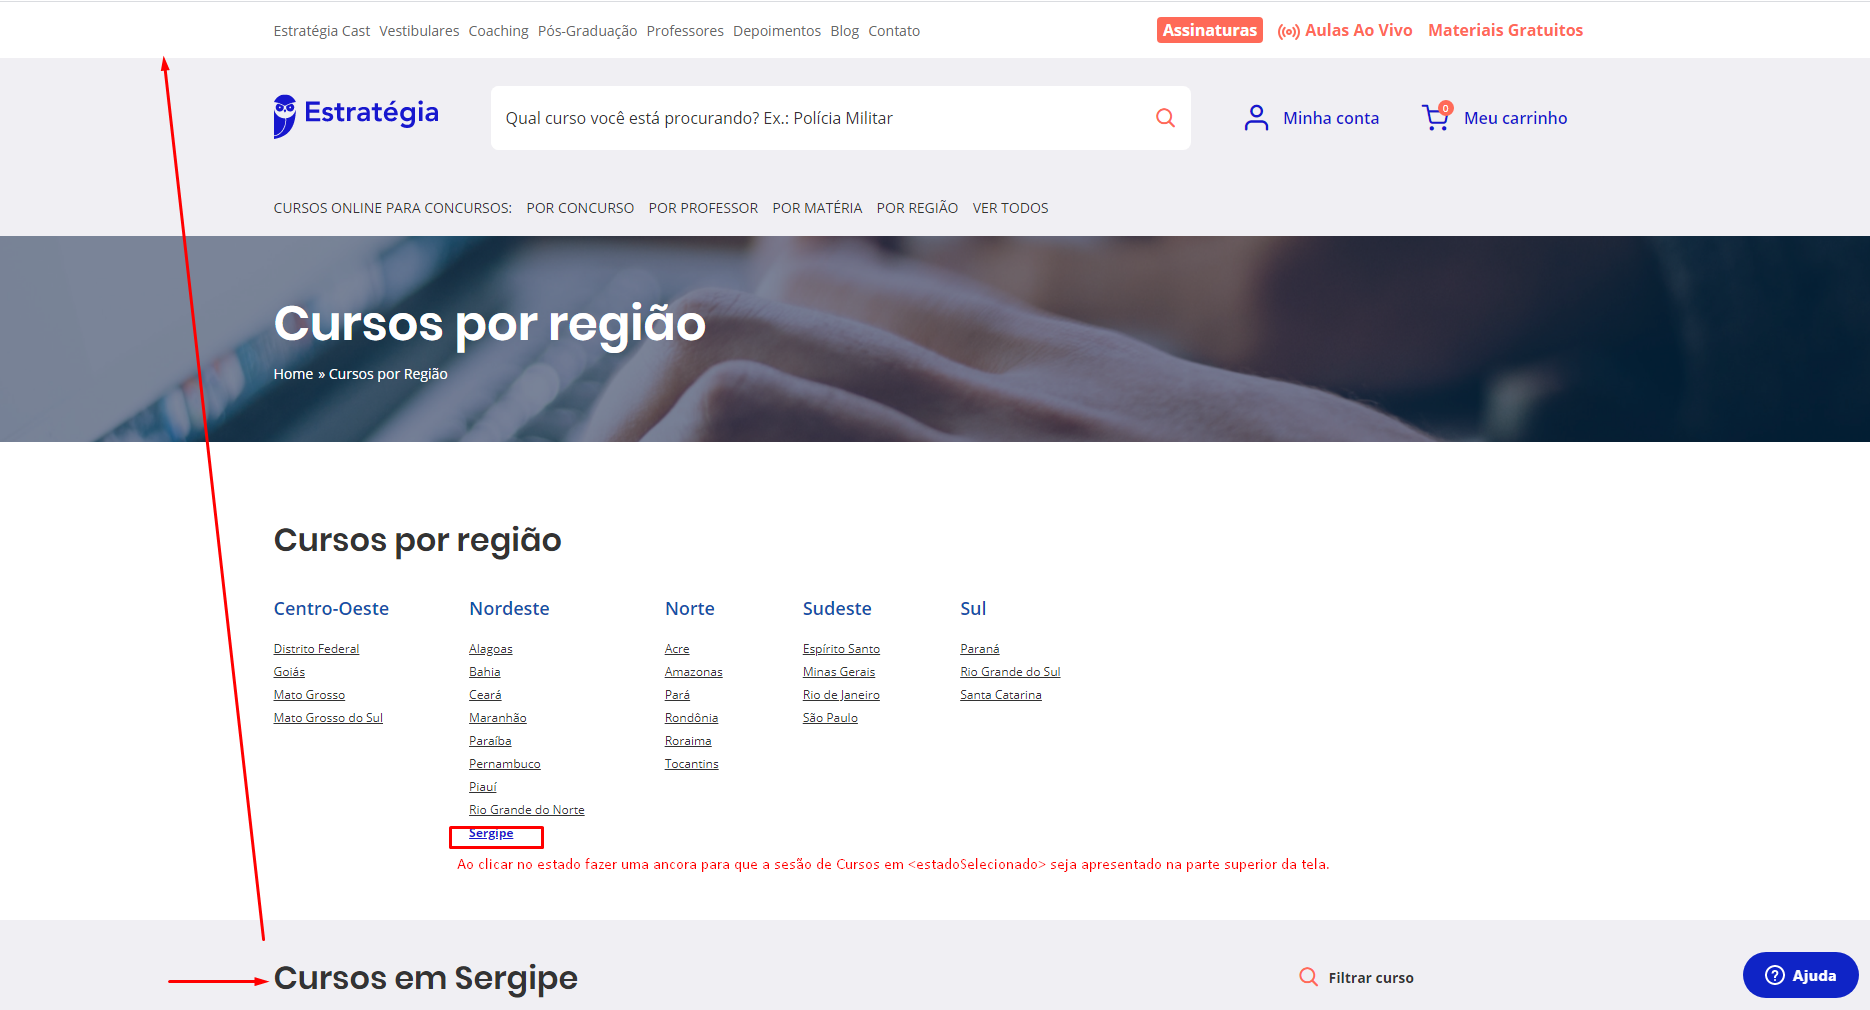 Estratégia Cast Vestibulares Coaching Pós-Graduação Professores Depoimentos Blog Contato Assinaturas Aulas Ao Vivo Materiais Gratuitos
Estratégia Qual curso você está procurando? Ex.: Polícia Militar Minha conta 0 Meu carrinho
CURSOS ONLINE PARA CONCURSOS: POR CONCURSO POR PROFESSOR POR MATÉRIA POR REGIÃO VER TODOS
Cursos por região
Home » Cursos por Região
Cursos por região
Centro-Oeste
Distrito Federal
Goiás
Mato Grosso
Mato Grosso do Sul
Nordeste
Alagoas
Bahia
Ceará
Maranhão
Paraíba
Pernambuco
Piauí
Rio Grande do Norte
Sergipe
Norte
Acre
Amazonas
Pará
Rondônia
Roraima
Tocantins
Sudeste
Espírito Santo
Minas Gerais
Rio de Janeiro
São Paulo
Sul
Paraná
Rio Grande do Sul
Santa Catarina
Ao clicar no estado fazer uma ancora para que a sesão de Cursos em <estadoSelecionado> seja apresentado na parte superior da tela.
Cursos em Sergipe Filtrar curso
Ajuda